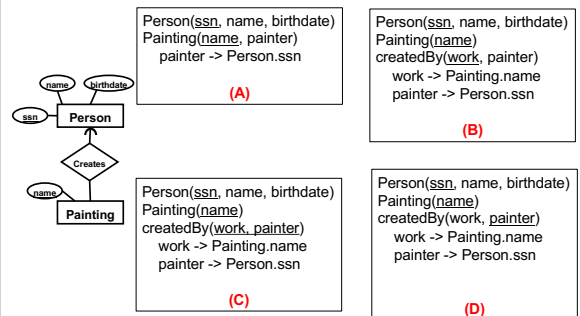 name
birthdate
ssn
Person
Creates
name
Painting
Person(ssn, name, birthdate)
Painting(name, painter)
painter -> Person.ssn
(A)
Person(ssn, name, birthdate)
Painting(name)
createdBy(work, painter)
work -> Painting.name
painter -> Person.ssn
(B)
Person(ssn, name, birthdate)
Painting(name)
createdBy(work, painter)
work -> Painting.name
painter -> Person.ssn
(C)
Person(ssn, name, birthdate)
Painting(name)
createdBy(work, painter)
work -> Painting.name
painter -> Person.ssn
(D)